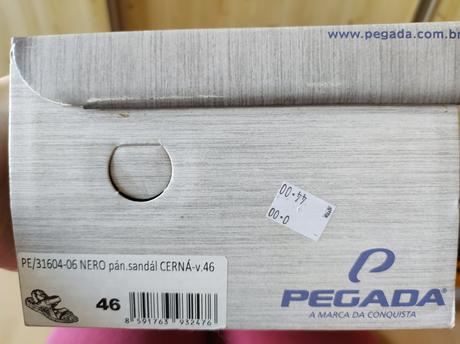 www.pegada.com.br
44-00
0-00
PE/31604-06 NERO pán.sandál CERNÁ-v.46
46
8 591763 932476
PEGADA
A MARCA DA CONQUISTA